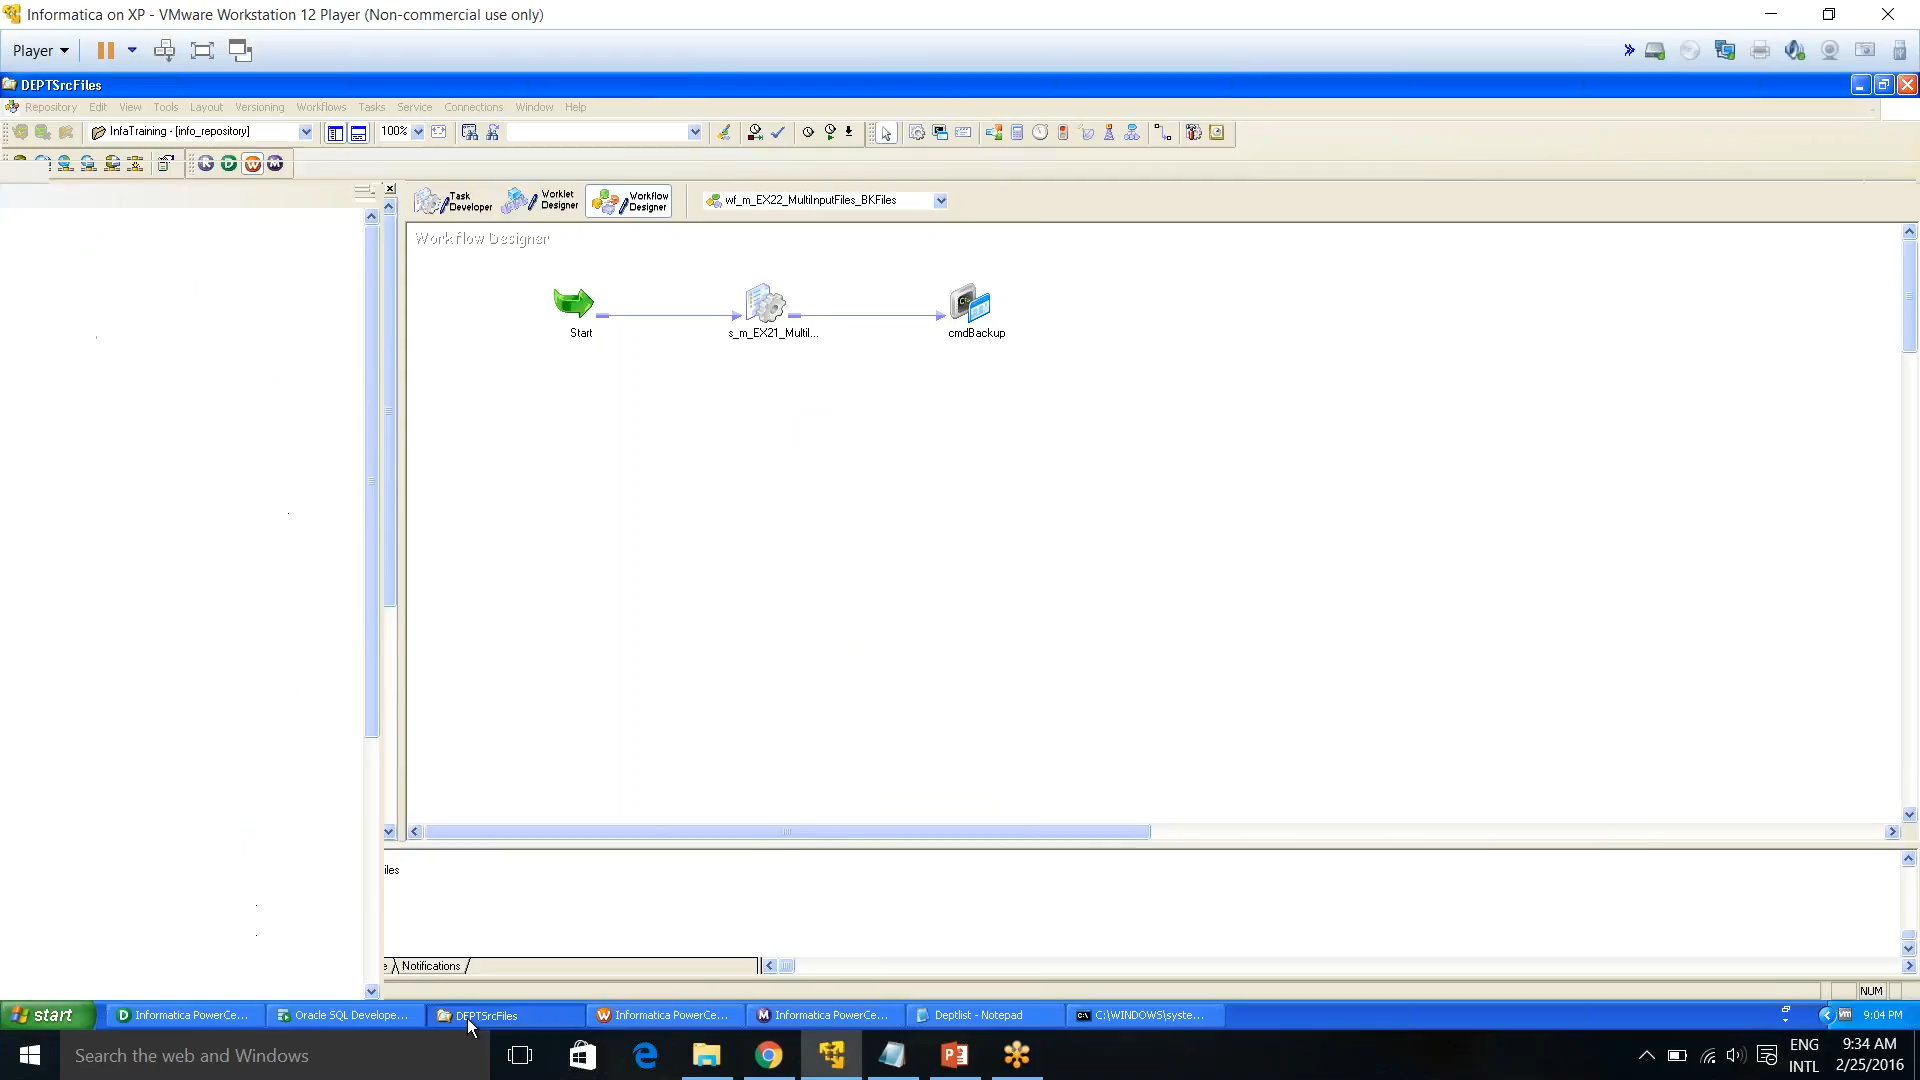 Informatica on XP - VMware Workstation 12 Player (Non-commercial use only)
Player
DEPTSrcFiles
Repository Edit View Tools Layout Versioning Workflows Tasks Service Connections Window Help
InfaTraining - [info_repository] 100%
R D W M
Task Developer Worklet Designer Workflow Designer wf_m_EX22_MultiInputFiles_BKFiles
Workflow Designer
Start s_m_EX21_MultiI... cmdBackup
iles
e Notifications
NUM
start Informatica PowerCe... Oracle SQL Develope... DEPTSrcFiles Informatica PowerCe... Informatica PowerCe... Deptlist - Notepad C:\WINDOWS\syste... 9:04 PM
Search the web and Windows
ENG 9:34 AM
INTL 2/25/2016